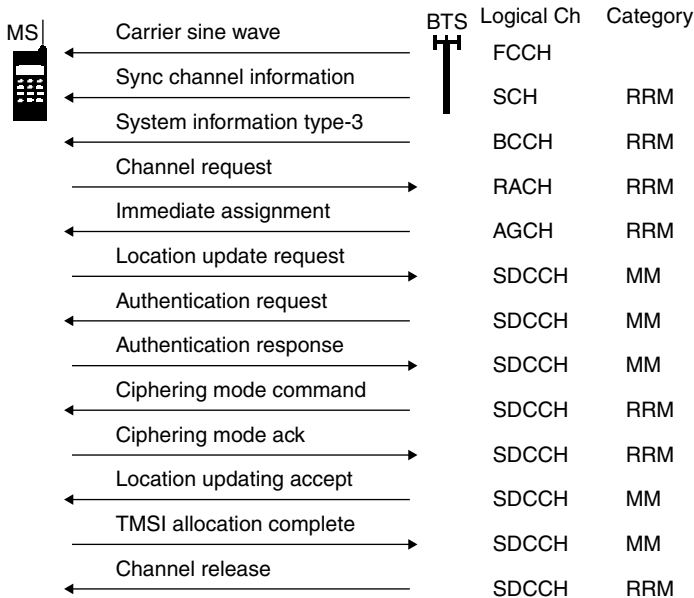 MS BTS Logical Ch Category
Carrier sine wave FCCH
Sync channel information SCH RRM
System information type-3 BCCH RRM
Channel request RACH RRM
Immediate assignment AGCH RRM
Location update request SDCCH MM
Authentication request SDCCH MM
Authentication response SDCCH MM
Ciphering mode command SDCCH RRM
Ciphering mode ack SDCCH RRM
Location updating accept SDCCH MM
TMSI allocation complete SDCCH MM
Channel release SDCCH RRM